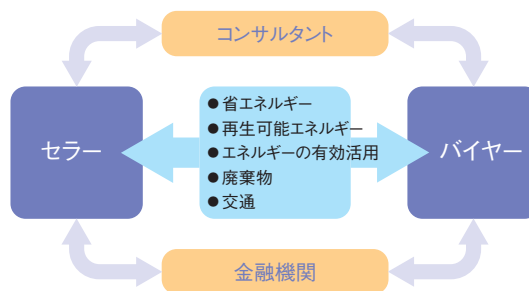 コンサルタント
セラー
●省エネルギー
●再生可能エネルギー
●エネルギーの有効活用
●廃棄物
●交通
バイヤー
金融機関